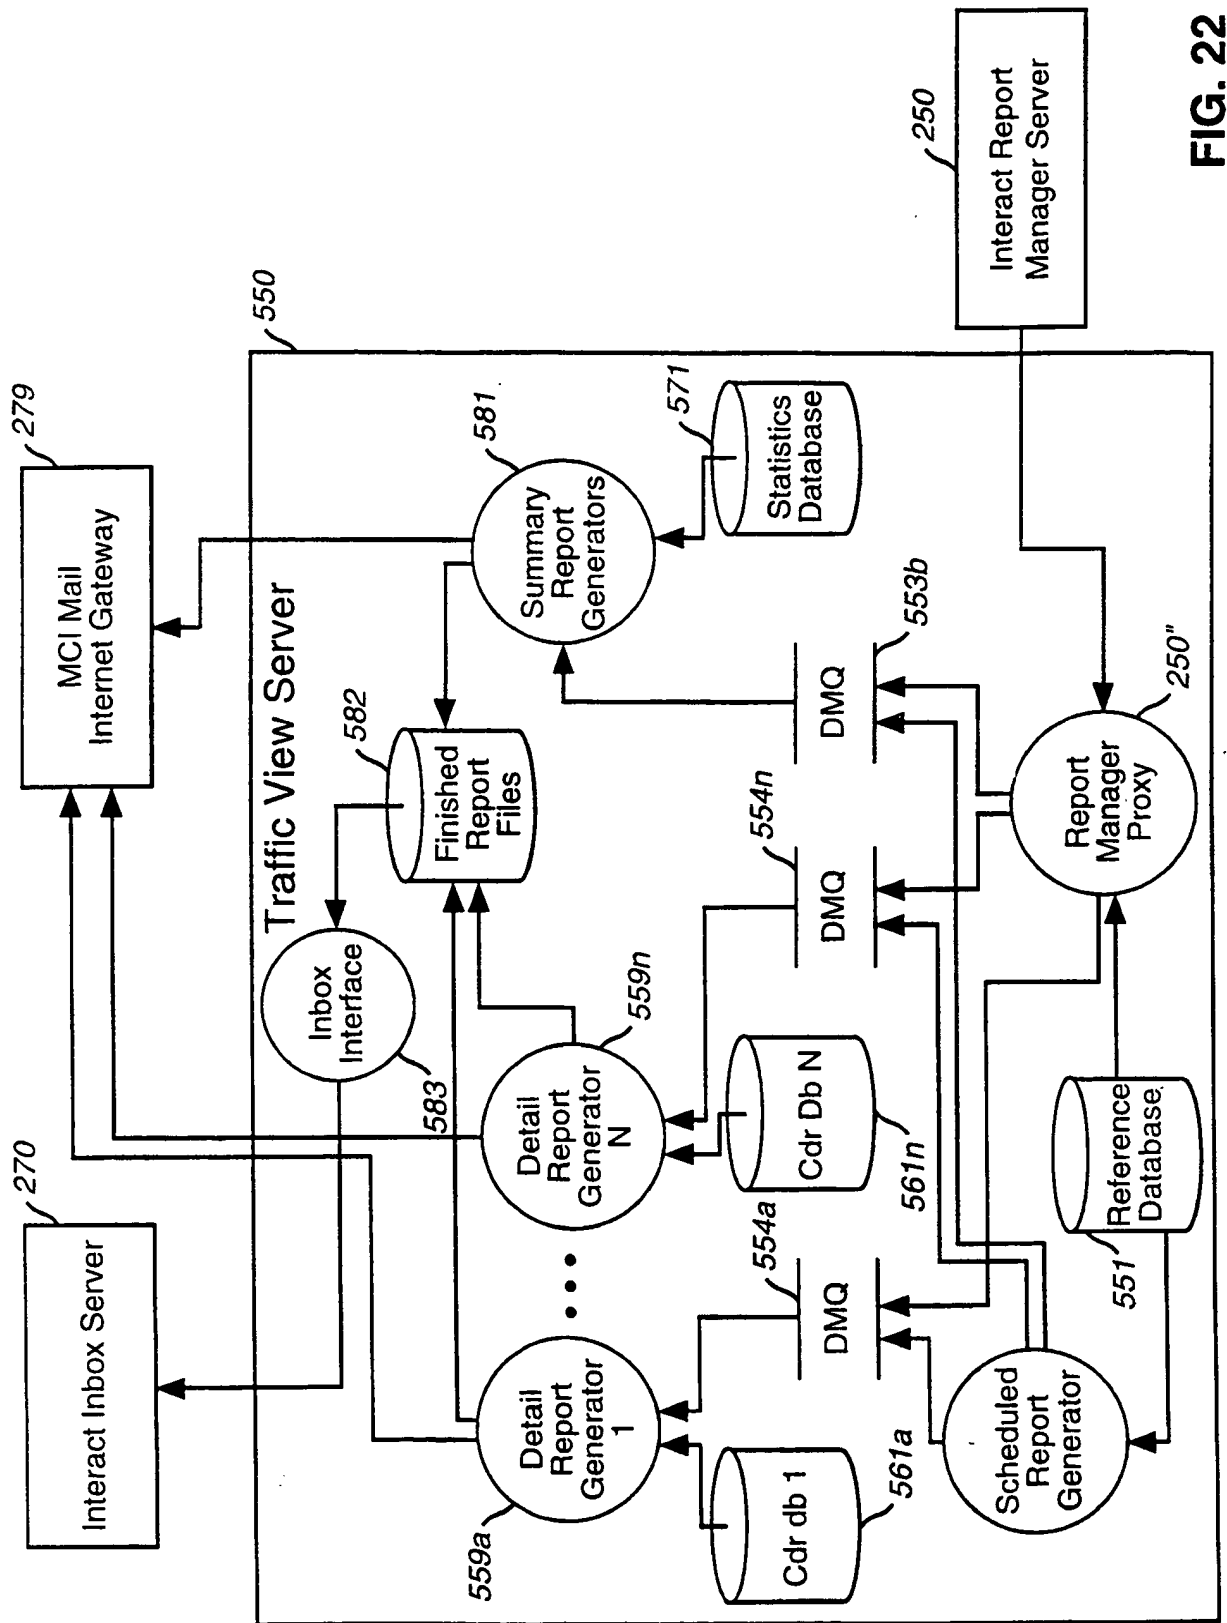 270
Interact Inbox Server
279
MCI Mail
Internet Gateway
550
Traffic View Server
583
Inbox
Interface
582
Finished
Report
Files
581
Summary
Report
Generators
559a
Detail
Report
Generator
1
559n
Detail
Report
Generator
N
571
Statistics
Database
Cdr db 1
561a
554a
DMQ
Cdr Db N
561n
554n
DMQ
553b
DMQ
Scheduled
Report
Generator
551
Reference
Database
Report
Manager
Proxy
250"
250
Interact Report
Manager Server
FIG. 22